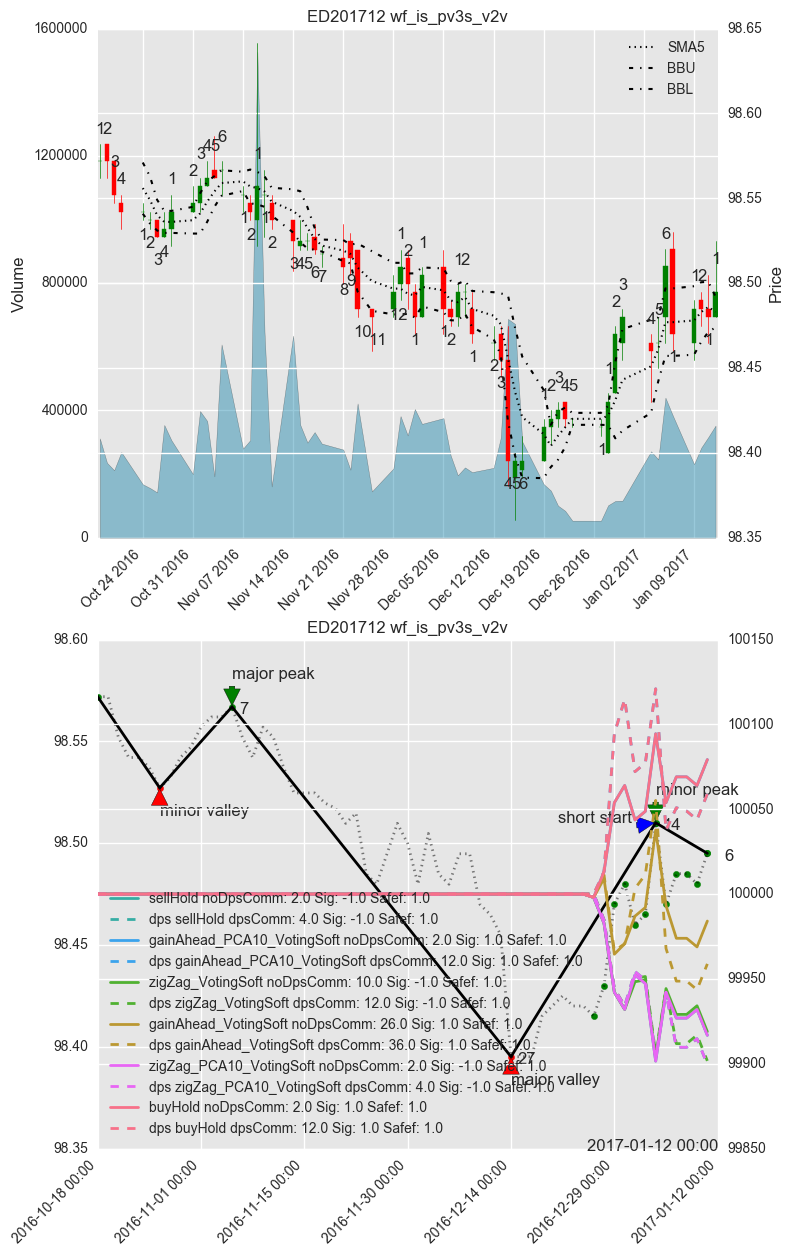 ED201712 wf_is_pv3s_v2v
1600000
1200000
800000
400000
0
Volume
98.65
98.60
98.55
98.50
98.45
98.40
98.35
Price
SMA5
BBU
BBL
Oct 24 2016
Oct 31 2016
Nov 07 2016
Nov 14 2016
Nov 21 2016
Nov 28 2016
Dec 05 2016
Dec 12 2016
Dec 19 2016
Dec 26 2016
Jan 02 2017
Jan 09 2017
ED201712 wf_is_pv3s_v2v
98.60
98.55
98.50
98.45
98.40
98.35
100150
100100
100050
100000
99950
99900
99850
major peak
7
minor valley
minor peak
short start
14
6
27
major valley
sellHold noDpsComm: 2.0 Sig: -1.0 Safef: 1.0
dps sellHold dpsComm: 4.0 Sig: -1.0 Safef: 1.0
gainAhead_PCA10_VotingSoft noDpsComm: 2.0 Sig: 1.0 Safef: 1.0
dps gainAhead_PCA10_VotingSoft dpsComm: 12.0 Sig: 1.0 Safef: 1.0
zigZag_VotingSoft noDpsComm: 10.0 Sig: -1.0 Safef: 1.0
dps zigZag_VotingSoft dpsComm: 12.0 Sig: -1.0 Safef: 1.0
gainAhead_VotingSoft noDpsComm: 26.0 Sig: 1.0 Safef: 1.0
dps gainAhead_VotingSoft dpsComm: 36.0 Sig: 1.0 Safef: 1.0
zigZag_PCA10_VotingSoft noDpsComm: 2.0 Sig: -1.0 Safef: 1.0
dps zigZag_PCA10_VotingSoft dpsComm: 4.0 Sig: -1.0 Safef: 1.0
buyHold noDpsComm: 2.0 Sig: 1.0 Safef: 1.0
dps buyHold dpsComm: 12.0 Sig: 1.0 Safef: 1.0
2017-01-12 00:00
2016-10-18 00:00
2016-11-01 00:00
2016-11-15 00:00
2016-11-30 00:00
2016-12-14 00:00
2016-12-29 00:00
2017-01-12 00:00